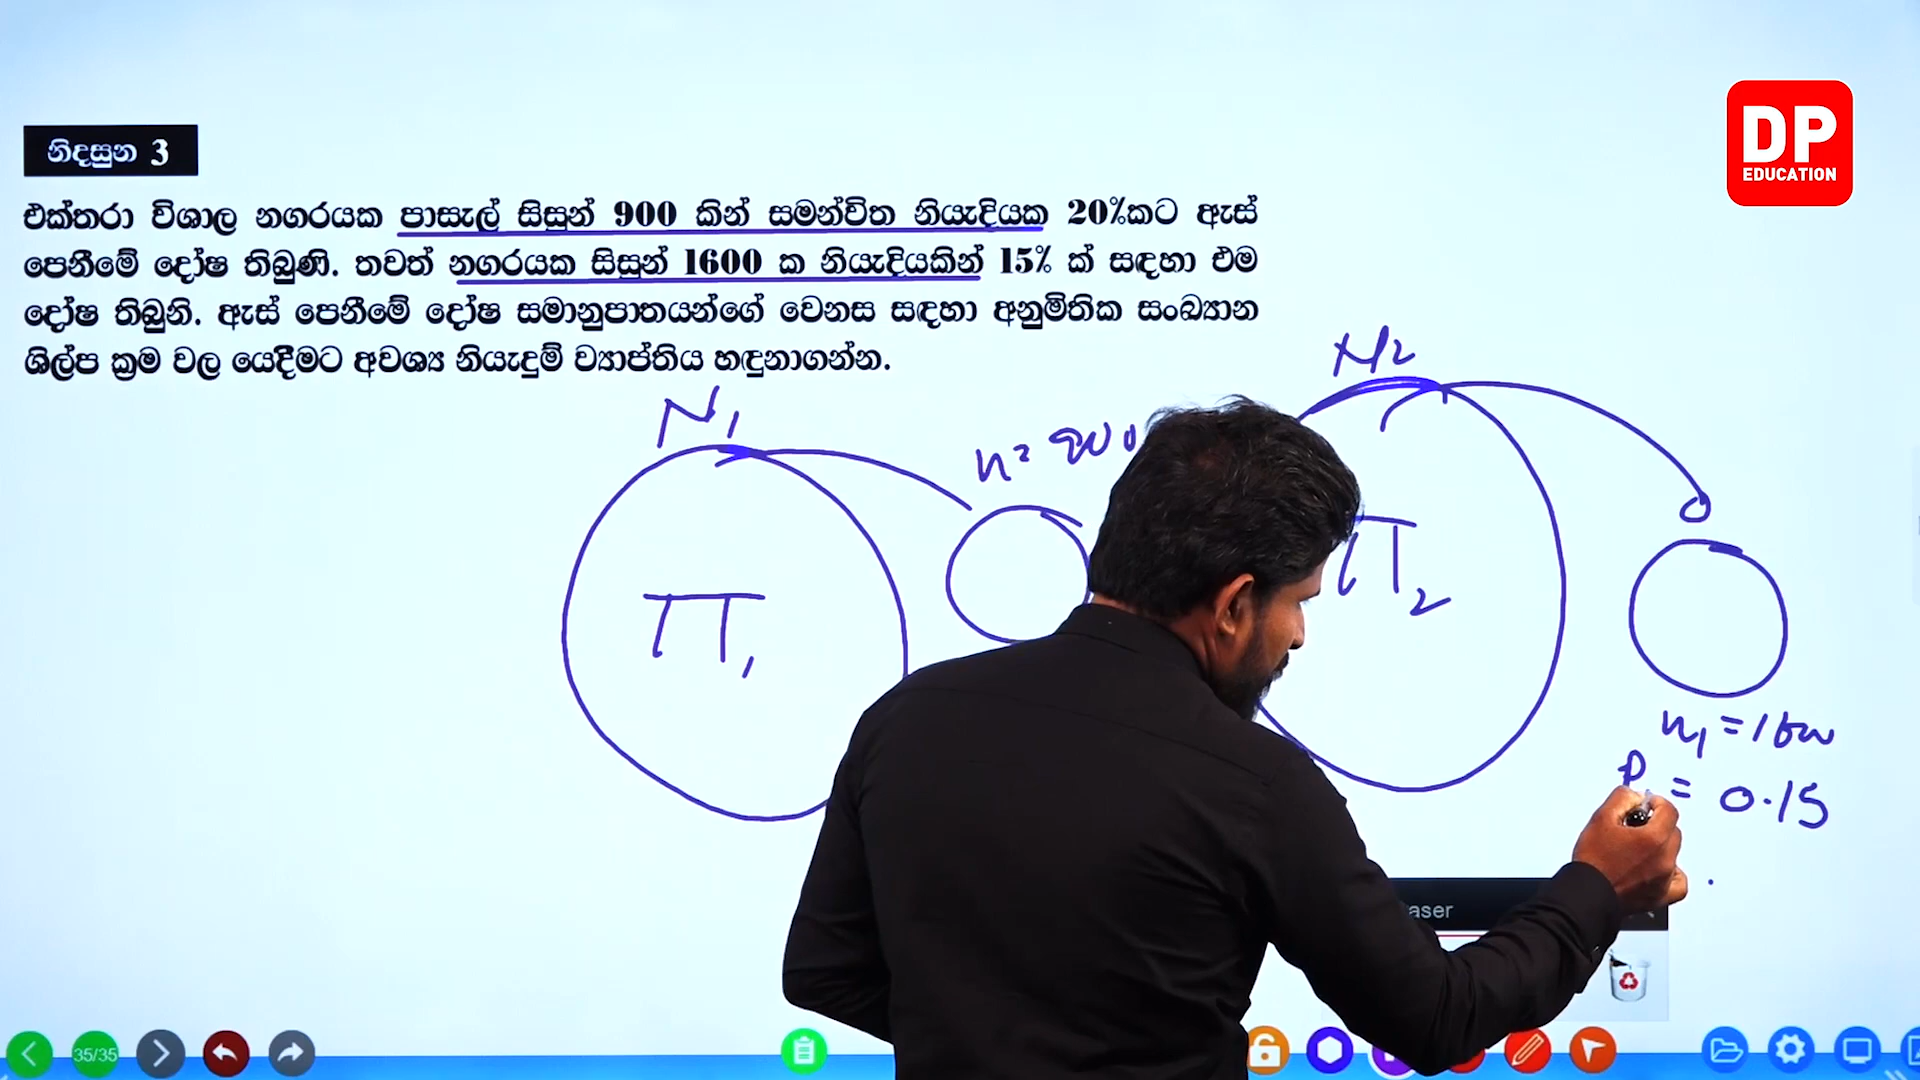 DP
EDUCATION
නිදසුන 3
එක්තරා විශාල නගරයක පාසැල් සිසුන් 900 කින් සමන්විත නියැදියක 20%කට ඇස්
පෙනීමේ දෝෂ තිබුණි. තවත් නගරයක සිසුන් 1600 ක නියැදියකින් 15% ක් සඳහා එම
දෝෂ තිබුනි. ඇස් පෙනීමේ දෝෂ සමානුපාතයන්ගේ වෙනස සඳහා අනුමිතික සංඛ්‍යාන
ශිල්ප ක්‍රම වල යෙදීමට අවශ්‍ය නියැදුම් ව්‍යාප්තිය හඳුනාගන්න.
N2
N1
n = 900
π2
π1
n1 = 1600
P = 0.15
aser
35/35